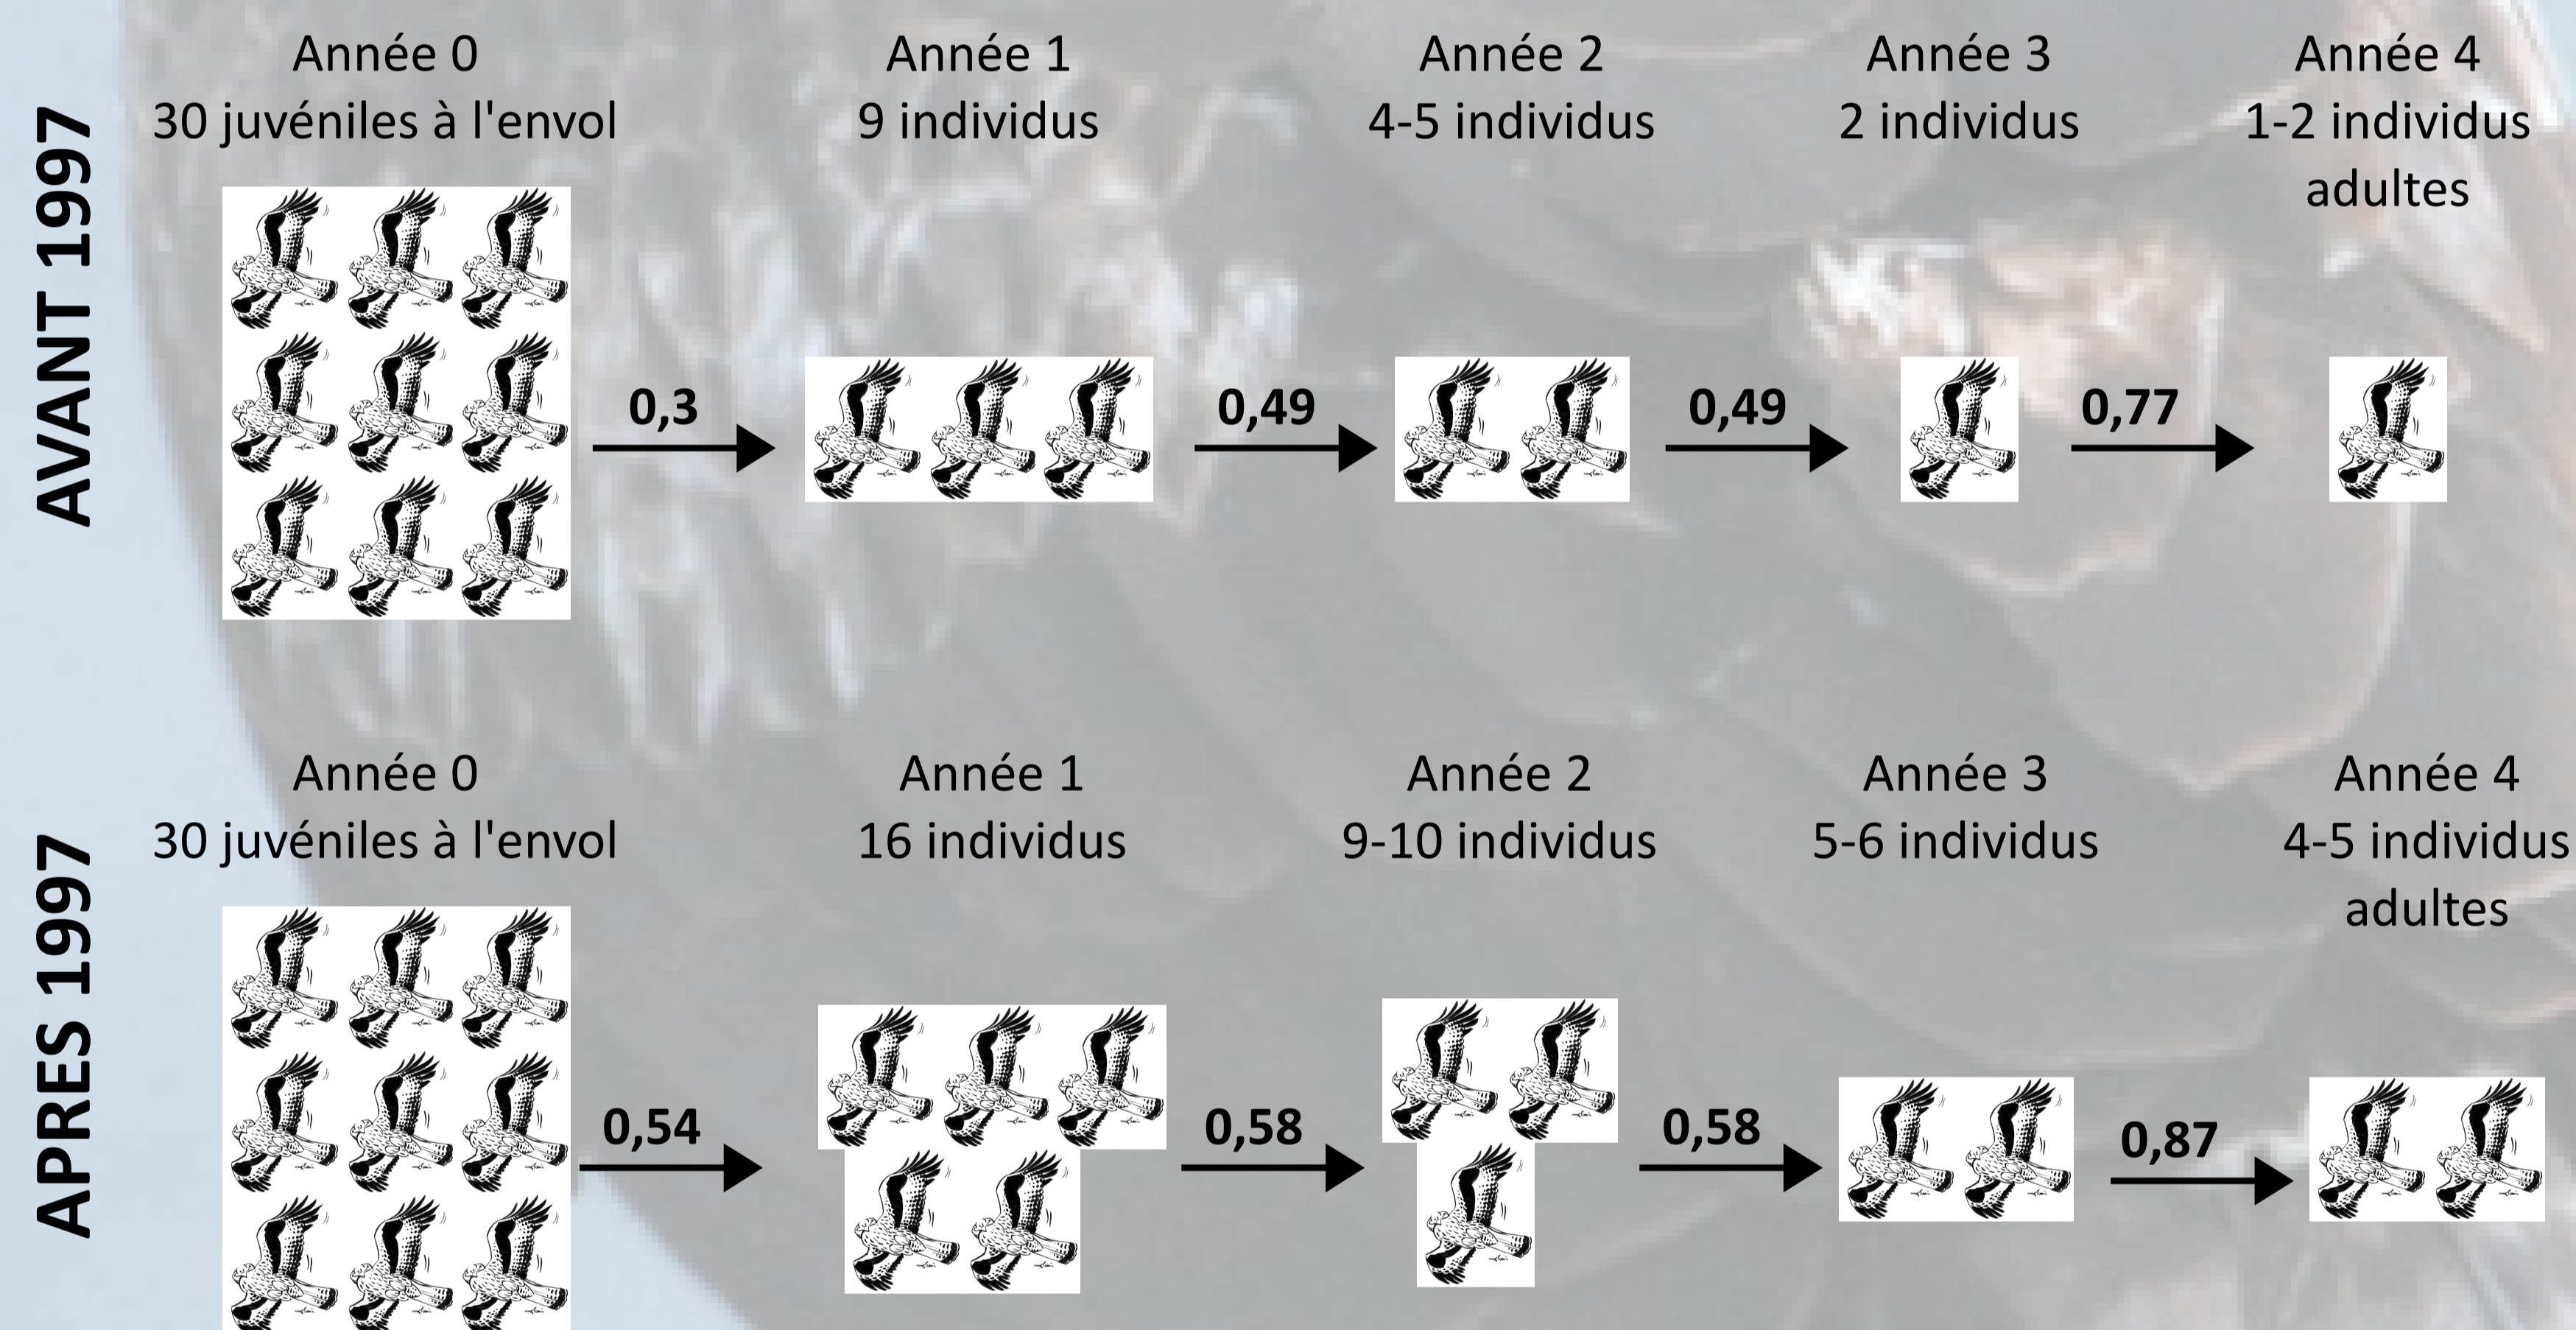 AVANT 1997
Année 0
30 juvéniles à l'envol
Année 1
9 individus
Année 2
4-5 individus
Année 3
2 individus
Année 4
1-2 individus
adultes
0,3
0,49
0,49
0,77
APRES 1997
Année 0
30 juvéniles à l'envol
Année 1
16 individus
Année 2
9-10 individus
Année 3
5-6 individus
Année 4
4-5 individus
adultes
0,54
0,58
0,58
0,87